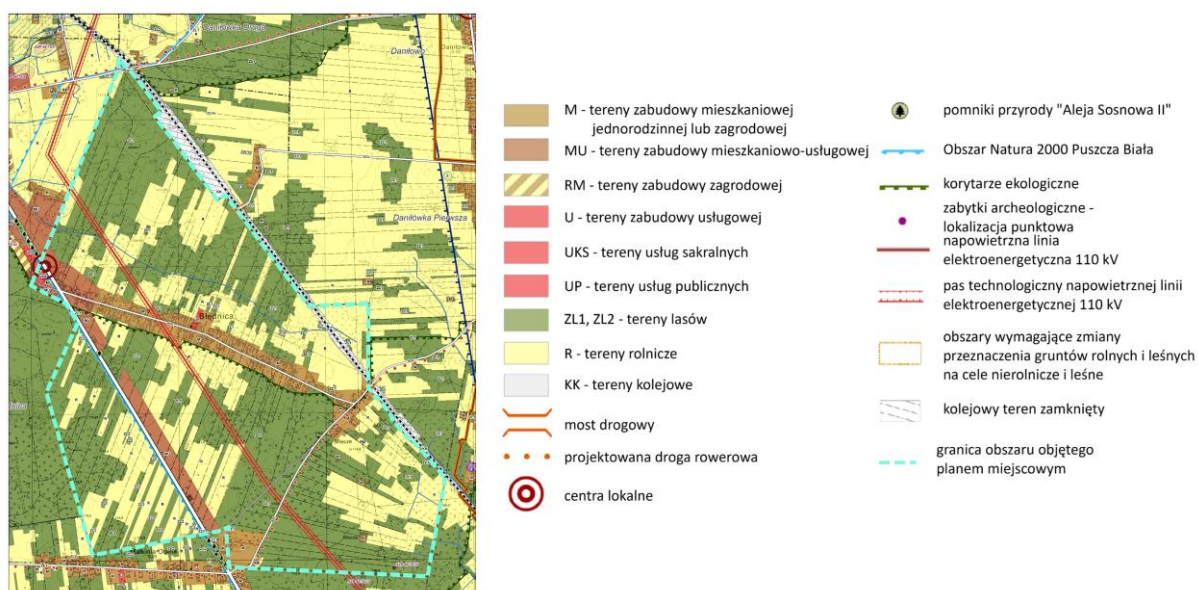 Daniłówka Druga
Daniłowo
Daniłówka Pierwsza
Błędnica
M - tereny zabudowy mieszkaniowej
jednorodzinnej lub zagrodowej
MU - tereny zabudowy mieszkaniowo-usługowej
RM - tereny zabudowy zagrodowej
U - tereny zabudowy usługowej
UKS - tereny usług sakralnych
UP - tereny usług publicznych
ZL1, ZL2 - tereny lasów
R - tereny rolnicze
KK - tereny kolejowe
most drogowy
projektowana droga rowerowa
centra lokalne
pomniki przyrody "Aleja Sosnowa II"
Obszar Natura 2000 Puszcza Biała
korytarze ekologiczne
zabytki archeologiczne -
lokalizacja punktowa
napowietrzna linia
elektroenergetyczna 110 kV
pas technologiczny napowietrznej linii
elektroenergetycznej 110 kV
obszary wymagające zmiany
przeznaczenia gruntów rolnych i leśnych
na cele nierolnicze i leśne
kolejowy teren zamknięty
granica obszaru objętego
planem miejscowym